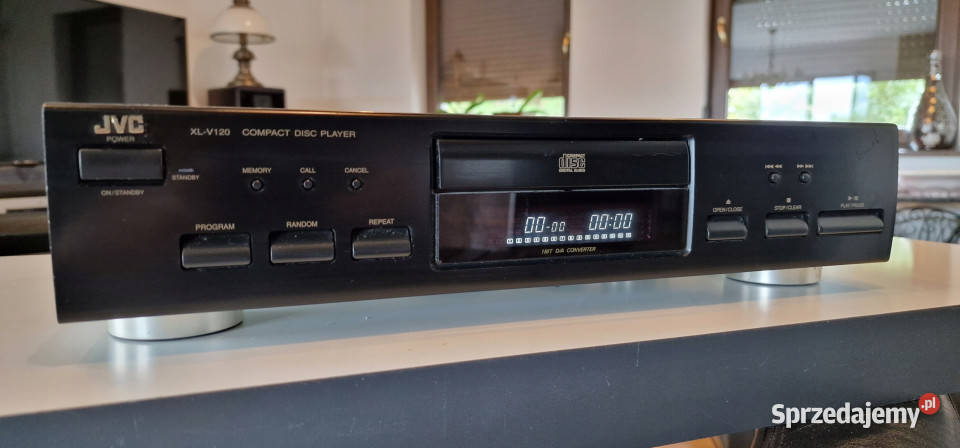 JVC
XL-V120 COMPACT DISC PLAYER
POWER
ON/STANDBY
STANDBY
MEMORY CALL CANCEL
PROGRAM RANDOM REPEAT
COMPACT
disc
DIGITAL AUDIO
00-00 00:00
1BIT D/A CONVERTER
OPEN/CLOSE STOP/CLEAR PLAY/PAUSE
Sprzedajemy.pl